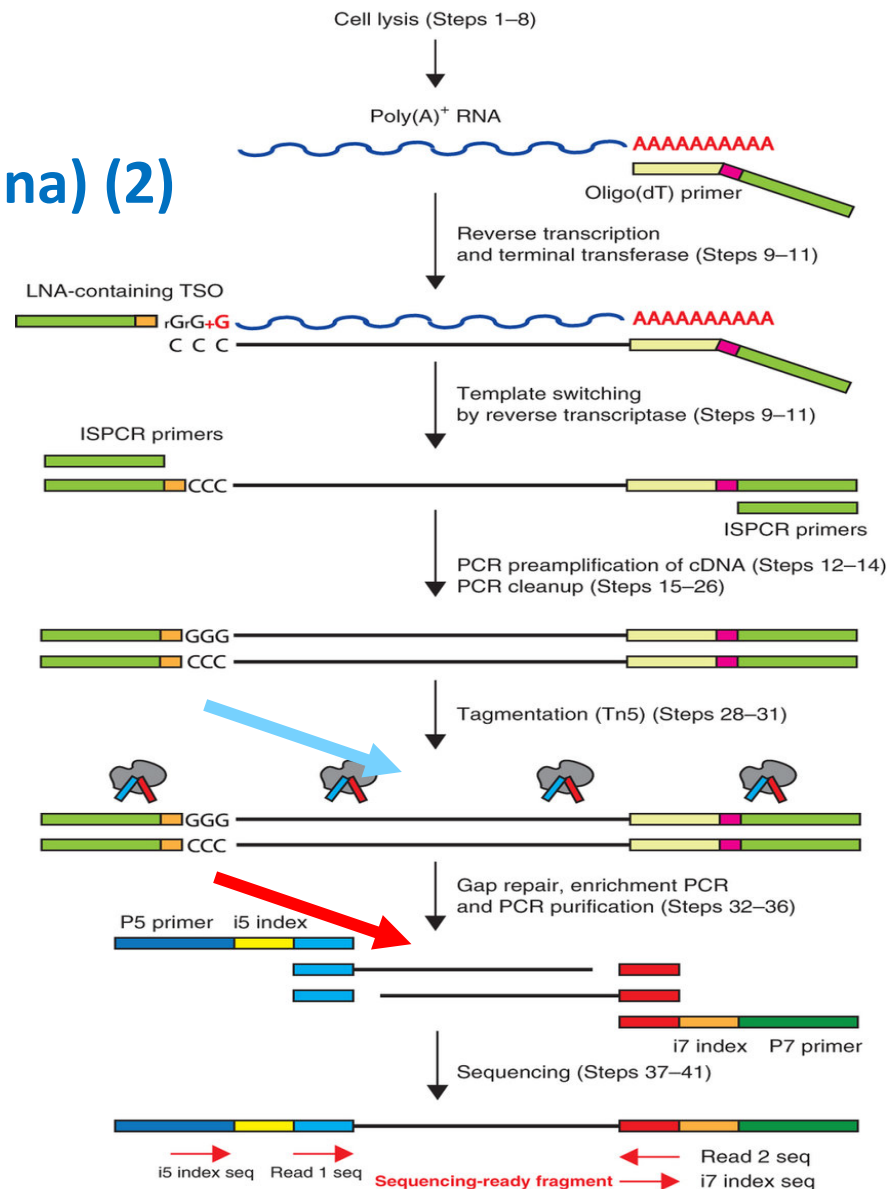 Cell lysis (Steps 1–8)
Poly(A)+ RNA
AAAAAAAAAA
na) (2)
Oligo(dT) primer
Reverse transcription
and terminal transferase (Steps 9–11)
LNA-containing TSO
rGrG+G
AAAAAAAAAA
C C C
Template switching
by reverse transcriptase (Steps 9–11)
ISPCR primers
CCC
ISPCR primers
PCR preamplification of cDNA (Steps 12–14)
PCR cleanup (Steps 15–26)
GGG
CCC
Tagmentation (Tn5) (Steps 28–31)
GGG
CCC
Gap repair, enrichment PCR
and PCR purification (Steps 32–36)
P5 primer i5 index
i7 index P7 primer
Sequencing (Steps 37–41)
i5 index seq Read 1 seq Read 2 seq
Sequencing-ready fragment i7 index seq